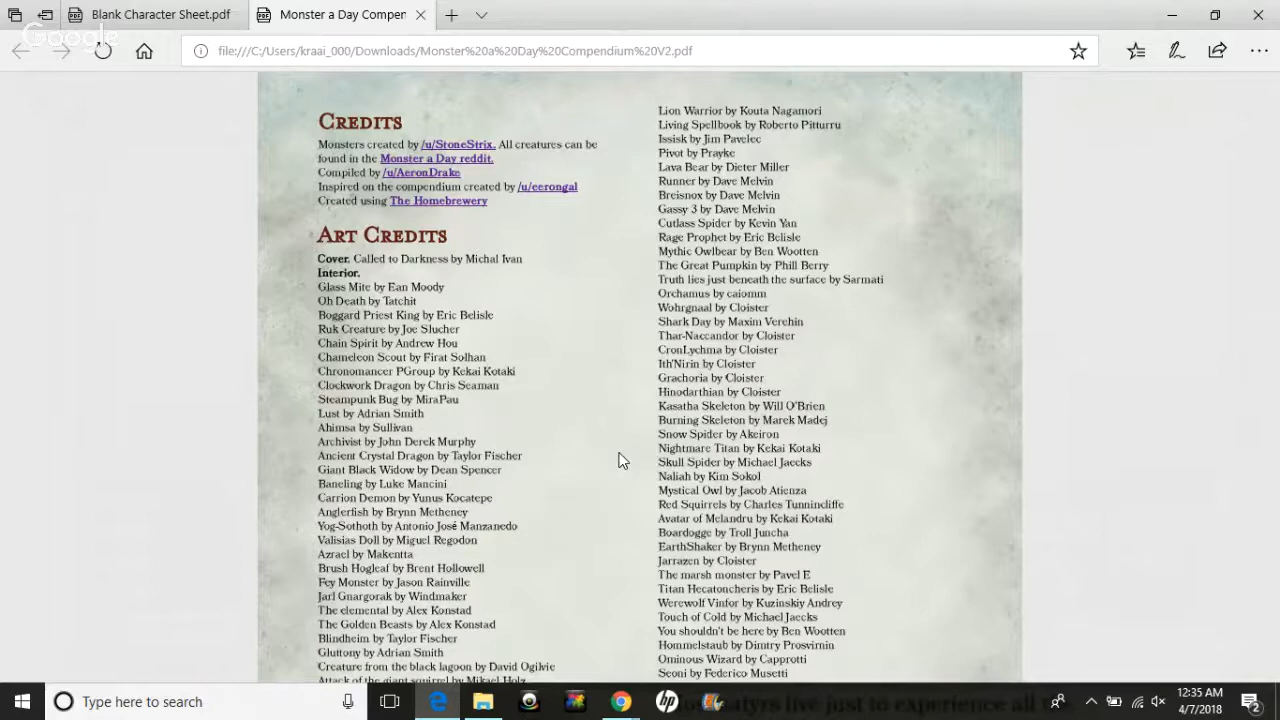 Blank Character Sheet.pdf
Monster a Day Compen
Google
file:///C:/Users/kraai_000/Downloads/Monster%20a%20Day%20Compendium%20V2.pdf
Credits
Monsters created by /u/StoneStrix. All creatures can be
found in the Monster a Day reddit.
Compiled by /u/AeronDrake
Inspired on the compendium created by /u/eerongal
Created using The Homebrewery
Art Credits
Cover. Called to Darkness by Michal Ivan
Interior.
Glass Mite by Ean Moody
Oh Death by Tatchit
Boggard Priest King by Eric Belisle
Ruk Creature by Joe Slucher
Chain Spirit by Andrew Hou
Chameleon Scout by Firat Solhan
Chronomancer PGroup by Kekai Kotaki
Clockwork Dragon by Chris Seaman
Steampunk Bug by MiraPau
Lust by Adrian Smith
Ahimsa by Sullivan
Archivist by John Derek Murphy
Ancient Crystal Dragon by Taylor Fischer
Giant Black Widow by Dean Spencer
Baneling by Luke Mancini
Carrion Demon by Yunus Kocatepe
Anglerfish by Brynn Metheney
Yog-Sothoth by Antonio José Manzanedo
Valisias Doll by Miguel Regodon
Azrael by Makentta
Brush Hogleaf by Brent Hollowell
Fey Monster by Jason Rainville
Jarl Gnargorak by Windmaker
The elemental by Alex Konstad
The Golden Beasts by Alex Konstad
Blindheim by Taylor Fischer
Gluttony by Adrian Smith
Creature from the black lagoon by David Ogilvie
Attack of the giant squirrel by Mikael Holz
Lion Warrior by Kouta Nagamori
Living Spellbook by Roberto Pitturru
Issisk by Jim Pavelec
Pivot by Prayke
Lava Bear by Dieter Miller
Runner by Dave Melvin
Breisnox by Dave Melvin
Gassy 3 by Dave Melvin
Cutlass Spider by Kevin Yan
Rage Prophet by Eric Belisle
Mythic Owlbear by Ben Wootten
The Great Pumpkin by Phill Berry
Truth lies just beneath the surface by Sarmati
Orchamus by caiomm
Wohrgnaal by Cloister
Shark Day by Maxim Verehin
Thar-Naccandor by Cloister
CronLychma by Cloister
Ith'Nirin by Cloister
Grachoria by Cloister
Hinodarthian by Cloister
Kasatha Skeleton by Will O'Brien
Burning Skeleton by Marek Madej
Snow Spider by Akeiron
Nightmare Titan by Kekai Kotaki
Skull Spider by Michael Jaecks
Naliah by Kim Sokol
Mystical Owl by Jacob Atienza
Red Squirrels by Charles Tunnincliffe
Avatar of Melandru by Kekai Kotaki
Boardogge by Troll Juncha
EarthShaker by Brynn Metheney
Jarrazen by Cloister
The marsh monster by Pavel E
Titan Hecatoncheris by Eric Belisle
Werewolf Vinfor by Kuzinskiy Andrey
Touch of Cold by Michael Jaecks
You shouldn't be here by Ben Wootten
Hommelstaub by Dimtry Prosvirnin
Ominous Wizard by Capprotti
Seoni by Federico Musetti
satyrs live just to experience all the
Type here to search
hp
12:35 AM
4/7/2018
2